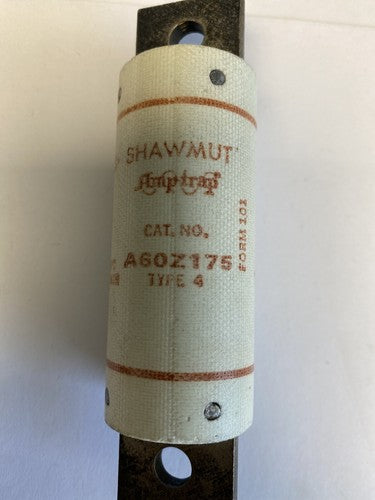 SHAWMUT
Amp-trap®
CAT. NO.
A60Z175
TYPE 4
FORM 101